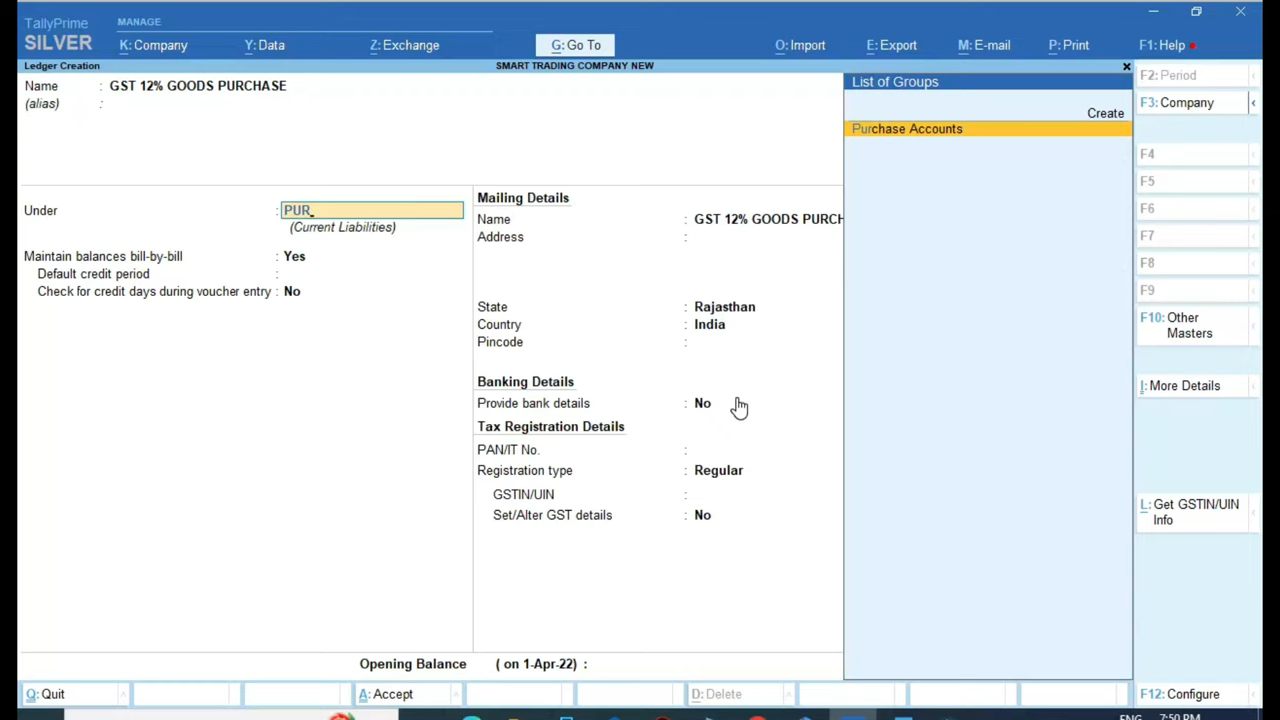 TallyPrime
MANAGE
SILVER
K: Company
Y: Data
Z: Exchange
G: Go To
O: Import
E: Export
M: E-mail
P: Print
F1: Help
Ledger Creation
SMART TRADING COMPANY NEW
Name : GST 12% GOODS PURCHASE
(alias) :
Under : PUR
(Current Liabilities)
Maintain balances bill-by-bill : Yes
Default credit period :
Check for credit days during voucher entry : No
Mailing Details
Name : GST 12% GOODS PURCH
Address :
State : Rajasthan
Country : India
Pincode :
Banking Details
Provide bank details : No
Tax Registration Details
PAN/IT No. :
Registration type : Regular
GSTIN/UIN :
Set/Alter GST details : No
Opening Balance ( on 1-Apr-22) :
List of Groups
Create
Purchase Accounts
F2: Period
F3: Company
F4
F5
F6
F7
F8
F9
F10: Other
Masters
I: More Details
L: Get GSTIN/UIN
Info
Q: Quit
A: Accept
D: Delete
F12: Configure
ENG
7:50 PM